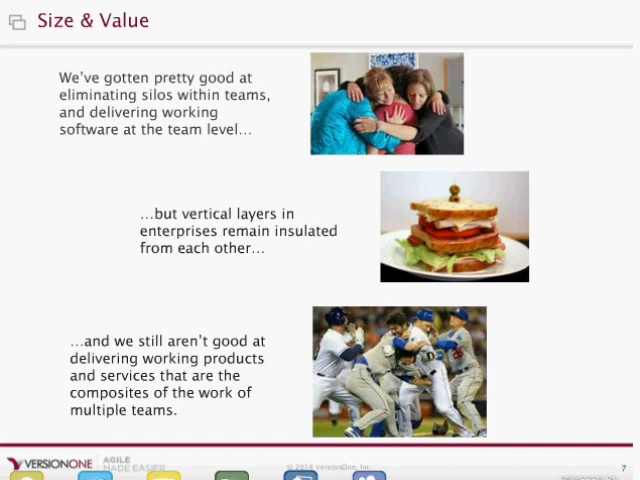 Size & Value
We've gotten pretty good at
eliminating silos within teams,
and delivering working
software at the team level…
…but vertical layers in
enterprises remain insulated
from each other…
…and we still aren't good at
delivering working products
and services that are the
composites of the work of
multiple teams.
VERSIONONE
AGILE
MADE EASIER
© 2014 VersionOne, Inc.
7